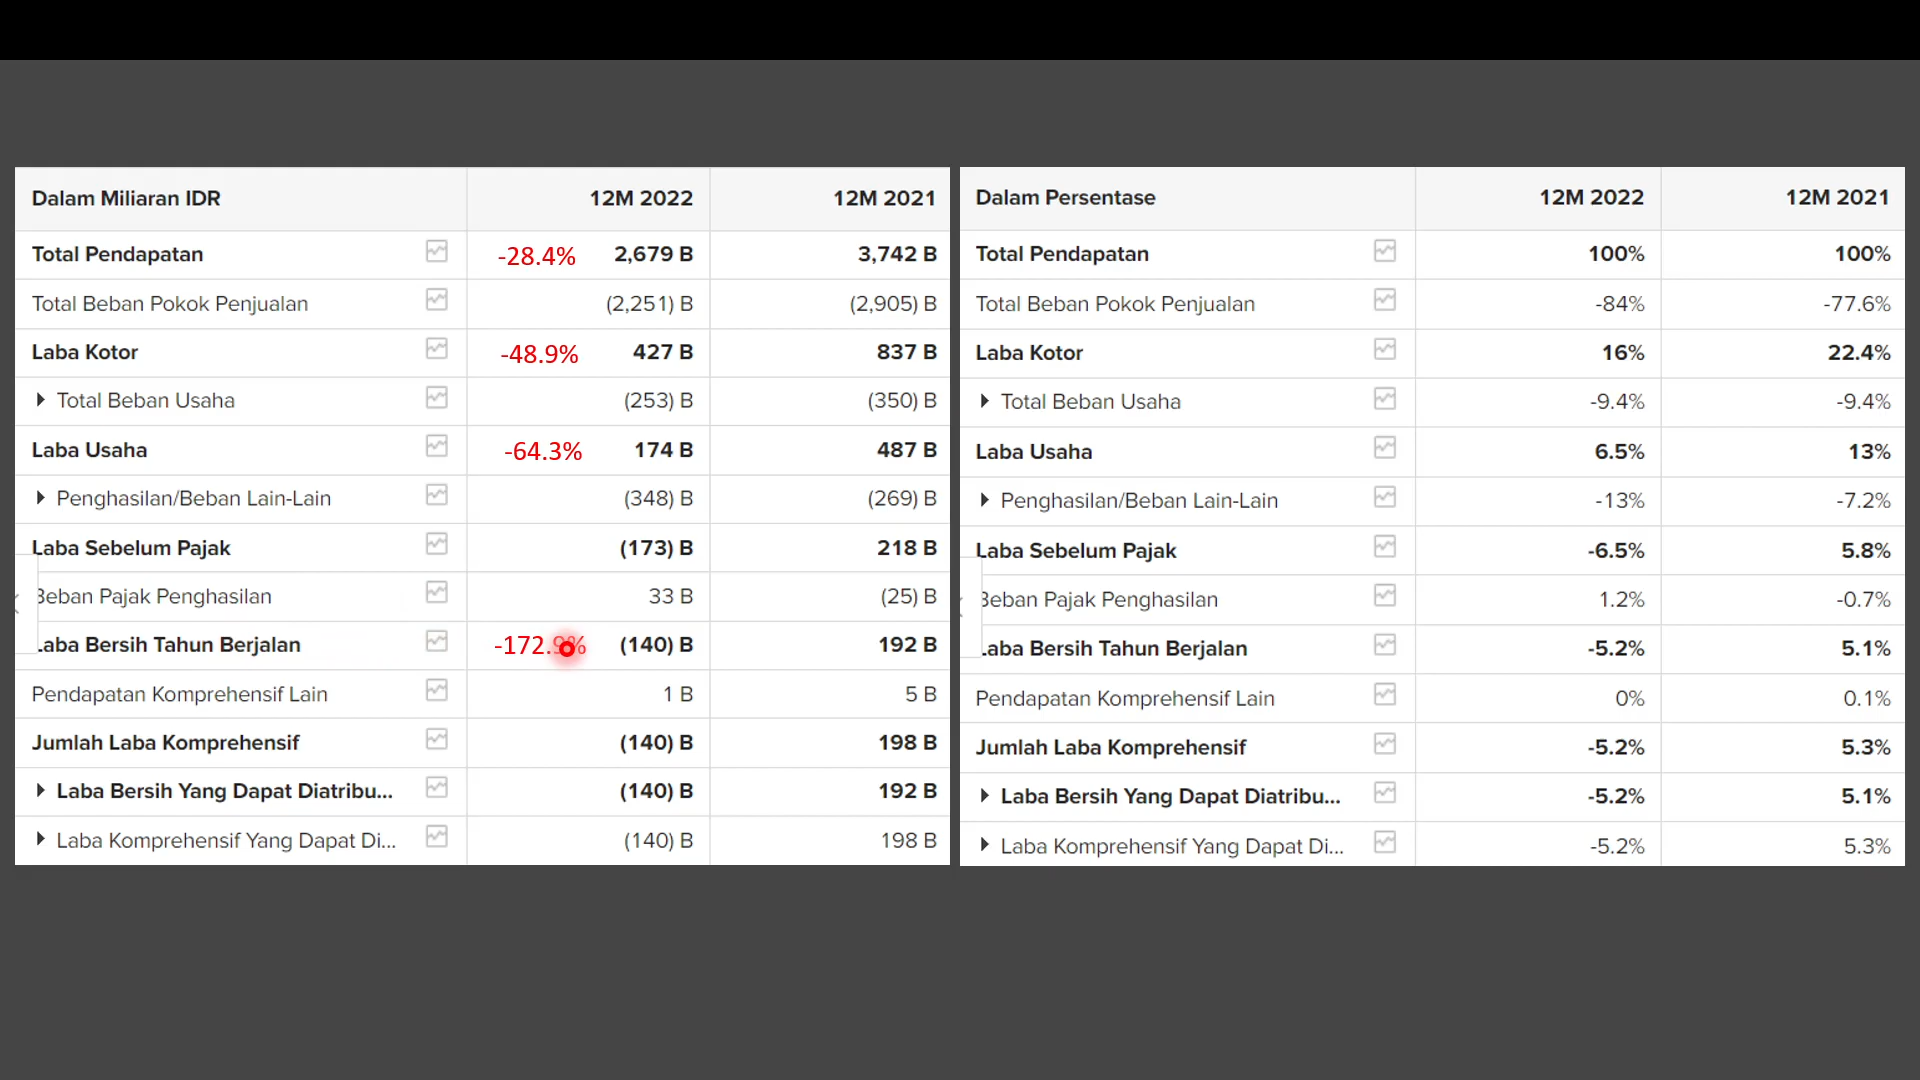 Dalam Miliaran IDR 12M 2022 12M 2021
Total Pendapatan -28.4% 2,679 B 3,742 B
Total Beban Pokok Penjualan (2,251) B (2,905) B
Laba Kotor -48.9% 427 B 837 B
Total Beban Usaha (253) B (350) B
Laba Usaha -64.3% 174 B 487 B
Penghasilan/Beban Lain-Lain (348) B (269) B
Laba Sebelum Pajak (173) B 218 B
Beban Pajak Penghasilan 33 B (25) B
Laba Bersih Tahun Berjalan -172.9% (140) B 192 B
Pendapatan Komprehensif Lain 1 B 5 B
Jumlah Laba Komprehensif (140) B 198 B
Laba Bersih Yang Dapat Diatribu... (140) B 192 B
Laba Komprehensif Yang Dapat Di... (140) B 198 B
Dalam Persentase 12M 2022 12M 2021
Total Pendapatan 100% 100%
Total Beban Pokok Penjualan -84% -77.6%
Laba Kotor 16% 22.4%
Total Beban Usaha -9.4% -9.4%
Laba Usaha 6.5% 13%
Penghasilan/Beban Lain-Lain -13% -7.2%
Laba Sebelum Pajak -6.5% 5.8%
Beban Pajak Penghasilan 1.2% -0.7%
Laba Bersih Tahun Berjalan -5.2% 5.1%
Pendapatan Komprehensif Lain 0% 0.1%
Jumlah Laba Komprehensif -5.2% 5.3%
Laba Bersih Yang Dapat Diatribu... -5.2% 5.1%
Laba Komprehensif Yang Dapat Di... -5.2% 5.3%